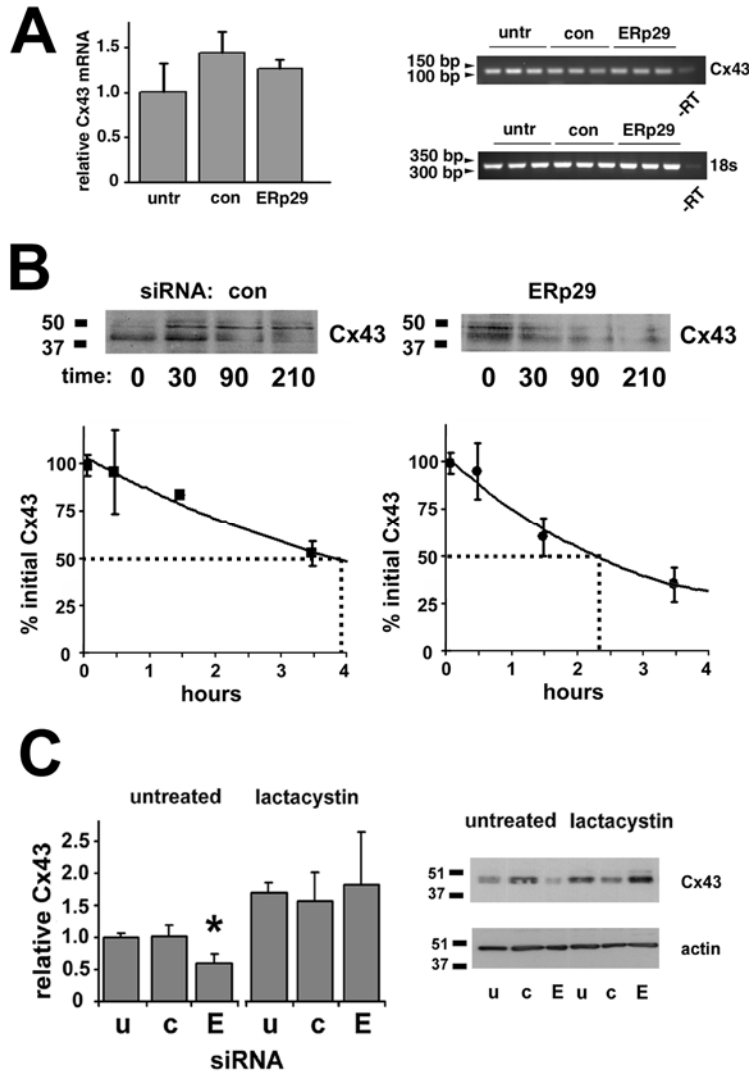 A
relative Cx43 mRNA
1.5
1.0
0.5
0
untr con ERp29
untr con ERp29
150 bp
100 bp
Cx43
-RT
untr con ERp29
350 bp
300 bp
18s
-RT
B
siRNA: con
50
37
Cx43
time: 0 30 90 210
ERp29
50
37
Cx43
0 30 90 210
% initial Cx43
100
75
50
25
0
0 1 2 3 4
hours
% initial Cx43
100
75
50
25
0
0 1 2 3 4
hours
C
untreated lactacystin
relative Cx43
2.5
2.0
1.5
1.0
0.5
0
*
u c E u c E
siRNA
untreated lactacystin
51
37
Cx43
51
37
actin
u c E u c E